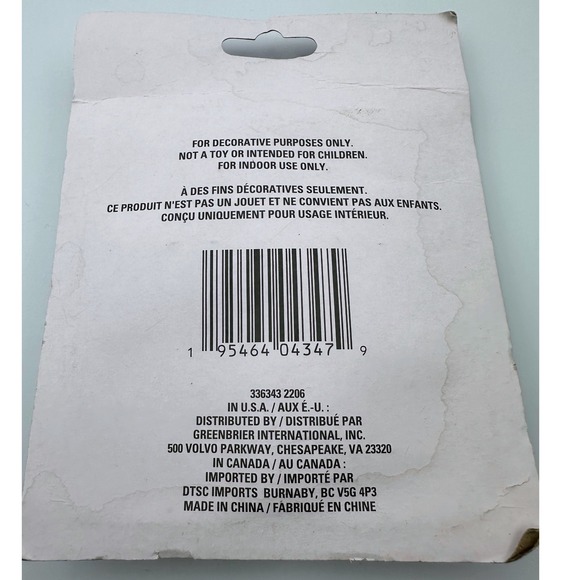 FOR DECORATIVE PURPOSES ONLY.
NOT A TOY OR INTENDED FOR CHILDREN.
FOR INDOOR USE ONLY.
À DES FINS DÉCORATIVES SEULEMENT.
CE PRODUIT N'EST PAS UN JOUET ET NE CONVIENT PAS AUX ENFANTS.
CONÇU UNIQUEMENT POUR USAGE INTÉRIEUR.
1 95464 04347 9
336343 2206
IN U.S.A. / AUX É.-U. :
DISTRIBUTED BY / DISTRIBUÉ PAR
GREENBRIER INTERNATIONAL, INC.
500 VOLVO PARKWAY, CHESAPEAKE, VA 23320
IN CANADA / AU CANADA :
IMPORTED BY / IMPORTÉ PAR
DTSC IMPORTS BURNABY, BC V5G 4P3
MADE IN CHINA / FABRIQUÉ EN CHINE